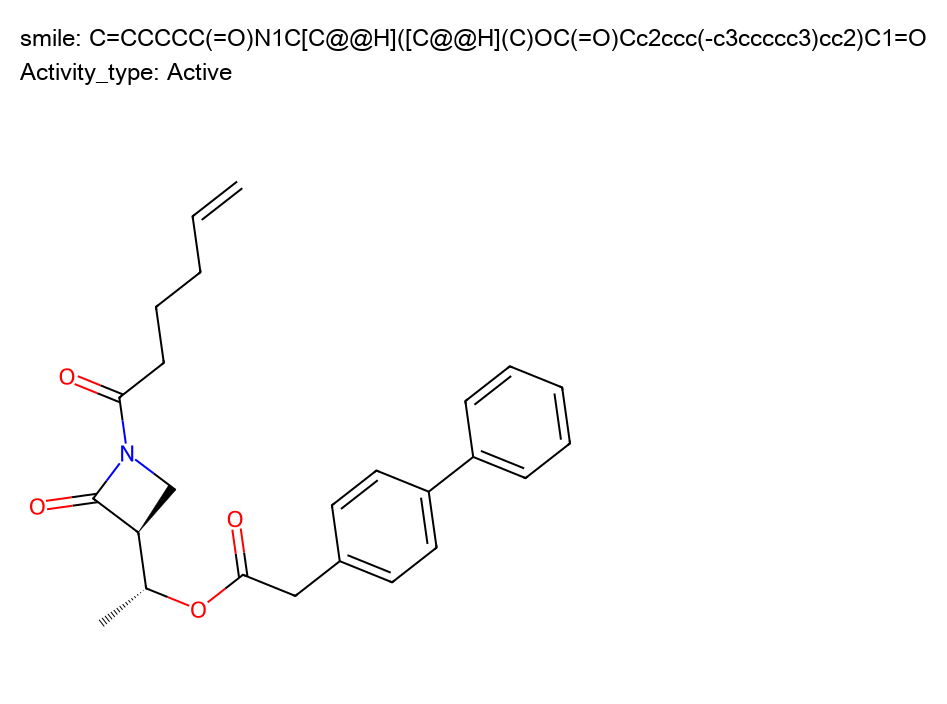 smile: C=CCCCC(=O)N1C[C@@H]([C@@H](C)OC(=O)Cc2ccc(-c3ccccc3)cc2)C1=O
Activity_type: Active
O
N
O
O
O